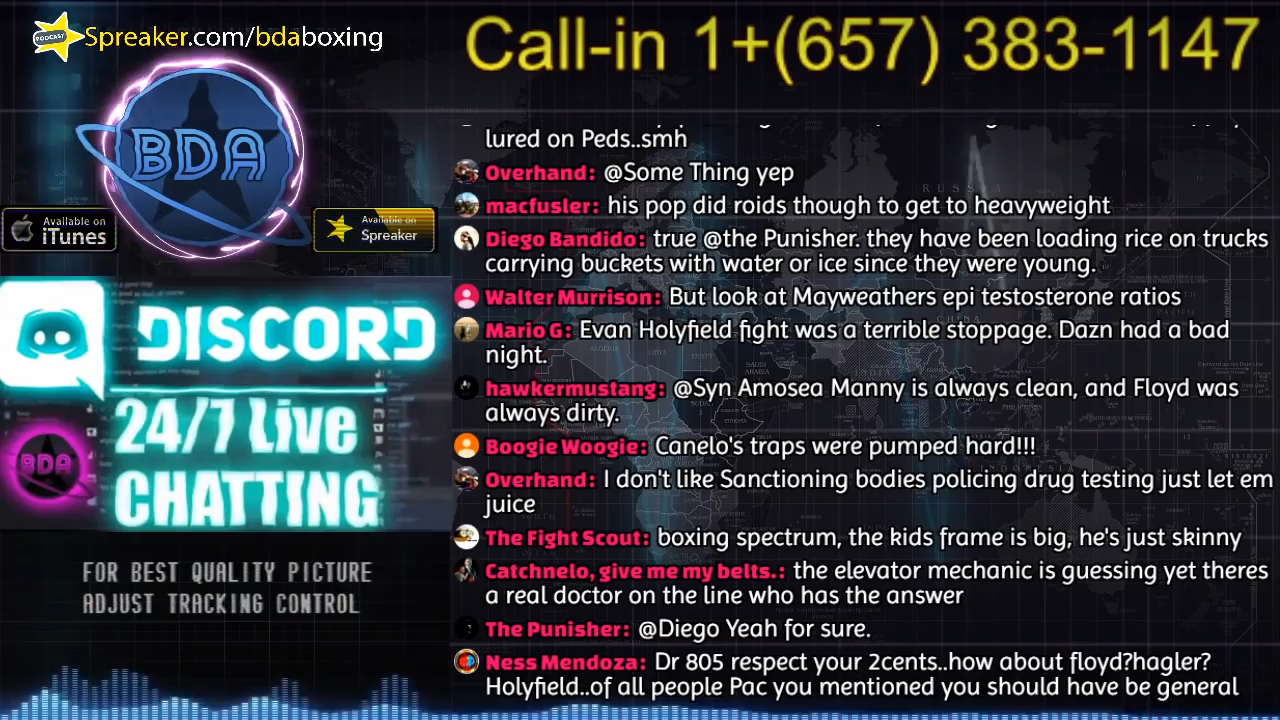 PODCAST
Spreaker.com/bdaboxing
BDA
Available on
iTunes
Available on
Spreaker
DISCORD
24/7 Live
CHATTING
BDA
FOR BEST QUALITY PICTURE
ADJUST TRACKING CONTROL
Call-in 1+(657) 383-1147
lured on Peds..smh
Overhand: @Some Thing yep
macfusler: his pop did roids though to get to heavyweight
Diego Bandido: true @the Punisher. they have been loading rice on trucks
carrying buckets with water or ice since they were young.
Walter Murrison: But look at Mayweathers epi testosterone ratios
Mario G: Evan Holyfield fight was a terrible stoppage. Dazn had a bad
night.
hawkermustang: @Syn Amosea Manny is always clean, and Floyd was
always dirty.
Boogie Woogie: Canelo's traps were pumped hard!!!
Overhand: I don't like Sanctioning bodies policing drug testing just let em
juice
The Fight Scout: boxing spectrum, the kids frame is big, he's just skinny
Catchnelo, give me my belts.: the elevator mechanic is guessing yet theres
a real doctor on the line who has the answer
The Punisher: @Diego Yeah for sure.
Ness Mendoza: Dr 805 respect your 2cents..how about floyd?hagler?
Holyfield..of all people Pac you mentioned you should have be general
RUSSIA
CHINA